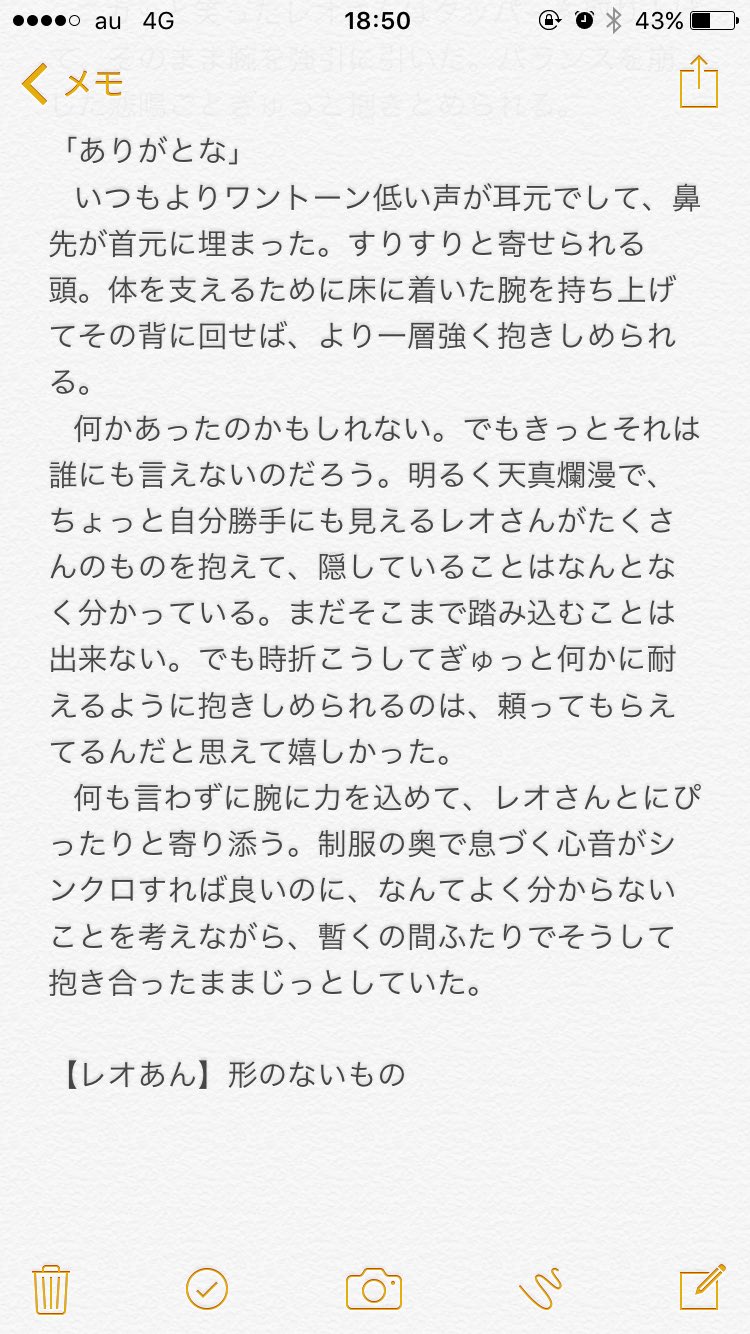 au 4G 18:50 43%
メモ
「ありがとな」
いつもよりワントーン低い声が耳元でして、鼻
先が首元に埋まった。すりすりと寄せられる
頭。体を支えるために床に着いた腕を持ち上げ
てその背に回せば、より一層強く抱きしめられ
る。
何かあったのかもしれない。でもきっとそれは
誰にも言えないのだろう。明るく天真爛漫で、
ちょっと自分勝手にも見えるレオさんがたくさ
んのものを抱えて、隠していることはなんとな
く分かっている。まだそこまで踏み込むことは
出来ない。でも時折こうしてぎゅっと何かに耐
えるように抱きしめられるのは、頼ってもらえ
てるんだと思えて嬉しかった。
何も言わずに腕に力を込めて、レオさんとにぴ
ったりと寄り添う。制服の奥で息づく心音がシ
ンクロすれば良いのに、なんてよく分からない
ことを考えながら、暫くの間ふたりでそうして
抱き合ったままじっとしていた。
【レオあん】形のないもの